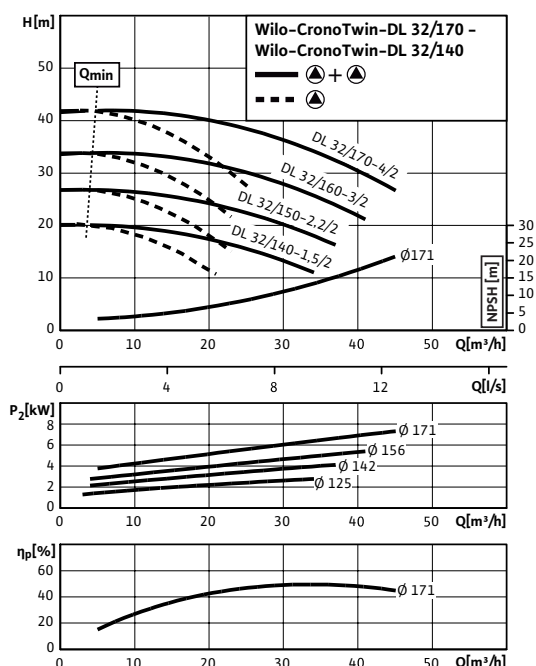 H[m]
Wilo-CronoTwin-DL 32/170 -
Wilo-CronoTwin-DL 32/140
+
Qmin
50
40
30
20
10
0
DL 32/170-4/2
DL 32/160-3/2
DL 32/150-2,2/2
DL 32/140-1,5/2
Ø171
NPSH [m]
30
25
20
15
10
5
0
0 10 20 30 40 50 Q[m³/h]
0 4 8 12 Q[l/s]
P₂[kW]
8
6
4
2
0
Ø 171
Ø 156
Ø 142
Ø 125
0 10 20 30 40 50 Q[m³/h]
ηp[%]
60
40
20
0
Ø 171
0 10 20 30 40 50 Q[m³/h]